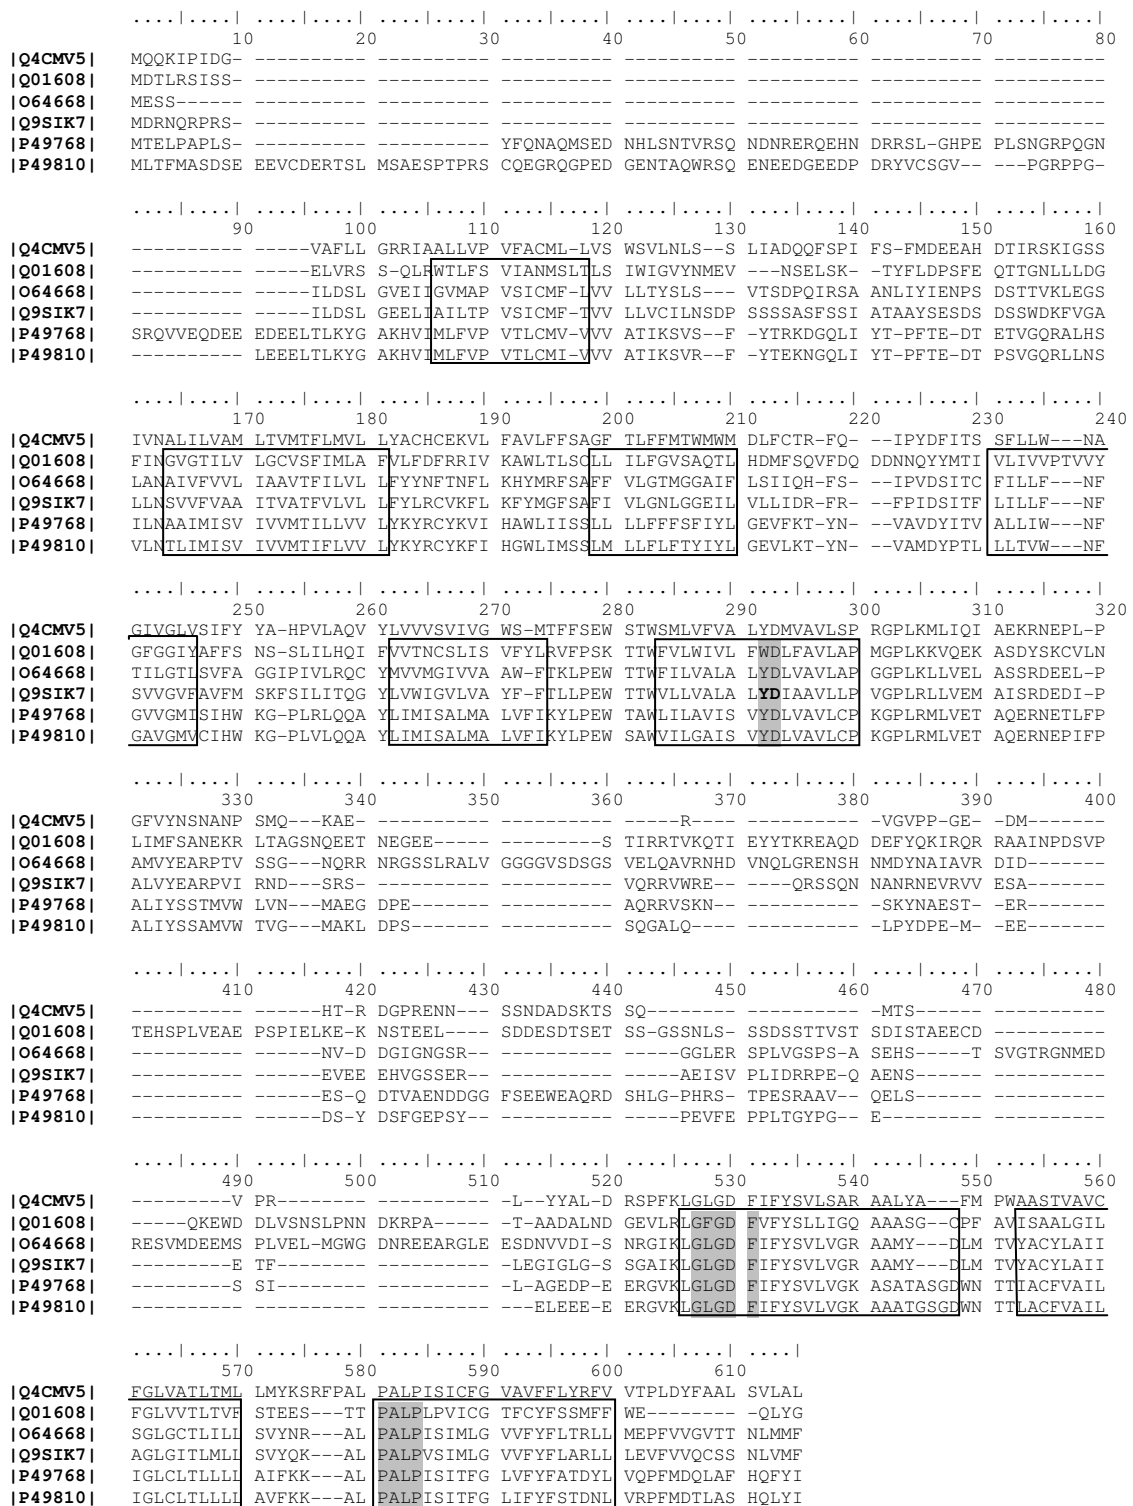 ....|....| ....|....| ....|....| ....|....| ....|....| ....|....| ....|....| ....|....|
10 20 30 40 50 60 70 80
|Q4CMV5| MQQKIPIDG- ---------- ---------- ---------- ---------- ---------- ---------- ----------
|Q01608| MDTLRSISS- ---------- ---------- ---------- ---------- ---------- ---------- ----------
|O64668| MESS------ ---------- ---------- ---------- ---------- ---------- ---------- ----------
|Q9SIK7| MDRNQRPRS- ---------- ---------- ---------- ---------- ---------- ---------- ----------
|P49768| MTELPAPLS- ---------- ---------- YFQNAQMSED NHLSNTVRSQ NDNRERQEHN DRRSL-GHPE PLSNGRPQGN
|P49810| MLTFMASDSE EEVCDERTSL MSAESPTPRS CQEGRQGPED GENTAQWRSQ ENEEDGEEDP DRYVCSGV-- --PGRPPG-
....|....| ....|....| ....|....| ....|....| ....|....| ....|....| ....|....| ....|....|
90 100 110 120 130 140 150 160
|Q4CMV5| ---------- -----VAFLL GRRIAALLVP VFACML-LVS WSVLNLS--S LIADQQFSPI FS-FMDEEAH DTIRSKIGSS
|Q01608| ---------- -----ELVRS S-QLRWTLFS VIANMSLTLS IWIGVYNMEV ---NSELSK- TYFLDPSFE QTTGNLLLDG
|O64668| ---------- -----ILDSL GVEIIGVMAP VSICMF-LVV LLTYSLS--- VTSDPQIRSA ANLIYIENPS DSTTVKLEGS
|Q9SIK7| ---------- -----ILDSL GEELIAILTP VSICMF-TVV LLVCILNSDP SSSSASFSSI ATAAYSESDS DSSWDKFVGA
|P49768| SRQVVEQDEE EDEELTLKYG AKHVIMLFVP VTLCMV-VVV ATIKSVS--F -YTRKDGQLI YT-PFTE-DT ETVGQRALHS
|P49810| ---------- LEEELTLKYG AKHVIMLFVP VTLCMI-VVV ATIKSVR--F -YTEKNGQLI YT-PFTE-DT PSVGQRLLNS
....|....| ....|....| ....|....| ....|....| ....|....| ....|....| ....|....| ....|....|
170 180 190 200 210 220 230 240
|Q4CMV5| IVNALILVAM LTVMTFLMVL LYACHCEKVL FAVLFFSAGF TLFFMTWMWM DLFCTR-FQ- --IPYDFITS SFLLW---NA
|Q01608| FINGVGTILV LGCVSFIMLA FVLFDFRRIV KAWLTLSCLL ILFGVSAQTL HDMFSQVFDQ DDNNQYYMTI VLIVVPTVVY
|O64668| LANAIVFVVL IAAVTFILVL LFYYNFTNFL KHYMRFSAFF VLGTMGGAIF LSIIQH-FS- --IPVDSITC FILLF---NF
|Q9SIK7| LLNSVVFVAA ITVATFVLVL LFYLRCVKFL KFYMGFSAFI VLGNLGGEIL VLLIDR-FR- --FPIDSITF LILLF---NF
|P49768| ILNAAIMISV IVVMTILLVV LYKYRCYKVI HAWLIISSLL LLFFFSFIYL GEVFKT-YN- --VAVDYITV ALLIW---NF
|P49810| VLNTLIMISV IVVMTIFLVV LYKYRCYKFI HGWLIMSSLM LLFLFTYIYL GEVLKT-YN- --VAMDYPTL LLTVW---NF
....|....| ....|....| ....|....| ....|....| ....|....| ....|....| ....|....| ....|....|
250 260 270 280 290 300 310 320
|Q4CMV5| GIVGLVSIFY YA-HPVLAQV YLVVVSVIVG WS-MTFFSEW STWSMLVFVA LYDMVAVLSP RGPLKMLIQI AEKRNEPL-P
|Q01608| GFGGIYAFFS NS-SLILHQI FVVTNCSLIS VFYLRVFPSK TTWFVLWIVL FWDLFAVLAP MGPLKKVQEK ASDYSKCVLN
|O64668| TILGTLSVFA GGIPIVLRQC YMVVMGIVVA AW-FTKLPEW TTWFILVALA LYDLVAVLAP GGPLKLLVEL ASSRDEEL-P
|Q9SIK7| SVVGVFAVFM SKFSILITQG YLVWIGVLVA YF-FTLLPEW TTWVLLVALA LYDIAAVLLP VGPLRLLVEM AISRDEDI-P
|P49768| GVVGMISIHW KG-PLRLQQA YLIMISALMA LVFIKYLPEW TAWLILAVIS VYDLVAVLCP KGPLRMLVET AQERNETLFP
|P49810| GAVGMVCIHW KG-PLVLQQA YLIMISALMA LVFIKYLPEW SAWVILGAIS VYDLVAVLCP KGPLRMLVET AQERNEPIFP
....|....| ....|....| ....|....| ....|....| ....|....| ....|....| ....|....| ....|....|
330 340 350 360 370 380 390 400
|Q4CMV5| GFVYNSNANP SMQ---KAE- ---------- ---------- ----R----- ---------- -VGVPP-GE- -DM-------
|Q01608| LIMFSANEKR LTAGSNQEET NEGEE----- ---------- TIRRTVKQTI EYYTKREAQD DEFYQKIRQR RAAINPDSVP
|O64668| AMVYEARPTV SSG---NQRR NRGSSLRALV GGGGVSDSGS VELQAVRNHD VNQLGRENSH NMDYNAIAVR DID-------
|Q9SIK7| ALVYEARPVI RND---SRS- ---------- ---------- VQRRVWRE-- ----QRSSQN NANRNEVRVV ESA-------
|P49768| ALIYSSTMVW LVN---MAEG DPE------- ---------- AQRRVSKN-- ---------- -SKYNAEST- -ER-------
|P49810| ALIYSSAMVW TVG---MAKL DPS------- ---------- SQGALQ---- ---------- -LPYDPE-M- -EE-------
....|....| ....|....| ....|....| ....|....| ....|....| ....|....| ....|....| ....|....|
410 420 430 440 450 460 470 480
|Q4CMV5| ---------- ------HT-R DGPRENN--- SSNDADSKTS SQ-------- ---------- -MTS------ ----------
|Q01608| TEHSPLVEAE PSPIELKE-K NSTEEL---- SDDESDTSET SS-GSSNLS- SSDSSTTVST SDISTAEECD ----------
|O64668| ---------- ------NV-D DGIGNGSR-- ---------- ----GGLER SPLVGSPS-A SEHS-----T SVGTRGNMED
|Q9SIK7| ---------- ------EVEE EHVGSSER-- ---------- ----AEISV PLIDRRPE-Q AENS------ ----------
|P49768| ---------- ------ES-Q DTVAENDDGG FSEEWEAQRD SHLG-PHRS- TPESRAAV-- QELS------ ----------
|P49810| ---------- ------DS-Y DSFGEPSY-- ---------- ----PEVFE PPLTGYPG-- E--------- ----------
....|....| ....|....| ....|....| ....|....| ....|....| ....|....| ....|....| ....|....|
490 500 510 520 530 540 550 560
|Q4CMV5| ---------V PR-------- ---------- -L--YYAL-D RSPFKLGLGD FIFYSVLSAR AALYA---FM PWAASTVAVC
|Q01608| -----QKEWD DLVSNSLPNN DKRPA----- -T-AADALND GEVLRLGFGD FVFYSLLIGQ AAASG---CPF AVISAALGIL
|O64668| RESVMDEEMS PLVEL-MGWG DNREEARGLE ESDNVVDI-S NRGIKLGLGD FIFYSVLVGR AAMY---DLM TVYACYLAII
|Q9SIK7| ---------E TF-------- ---------- -LEGIGLG-S SGAIKLGLGD FIFYSVLVGR AAMY---DLM TVYACYLAII
|P49768| ---------S SI-------- ---------- -L-AGEDP-E ERGVKLGLGD FIFYSVLVGK ASATASGDWN TTIACFVAIL
|P49810| ---------- ---------- ---------- ---ELEEE-E ERGVKLGLGD FIFYSVLVGK AAATGSGDWN TTLACFVAIL
....|....| ....|....| ....|....| ....|....| ....|....| ....|
570 580 590 600 610
|Q4CMV5| FGLVATLTML LMYKSRFPAL PALPISICFG VAVFFLYRFV VTPLDYFAAL SVLAL
|Q01608| FGLVVTLTVF STEES---TT PALPLPVICG TFCYFSSMFF WE-------- -QLYG
|O64668| SGLGCTLILL SVYNR---AL PALPISIMLG VVFYFLTRLL MEPFVVGVTT NLMMF
|Q9SIK7| AGLGITLMLL SVYQK---AL PALPVSIMLG VVFYFLARLL LEVFVVQCSS NLVMF
|P49768| IGLCLTLLLL AIFKK---AL PALPISITFG LVFYFATDYL VQPFMDQLAF HQFYI
|P49810| IGLCLTLLLL AVFKK---AL PALPISITFG LIFYFSTDNL VRPFMDTLAS HQLYI